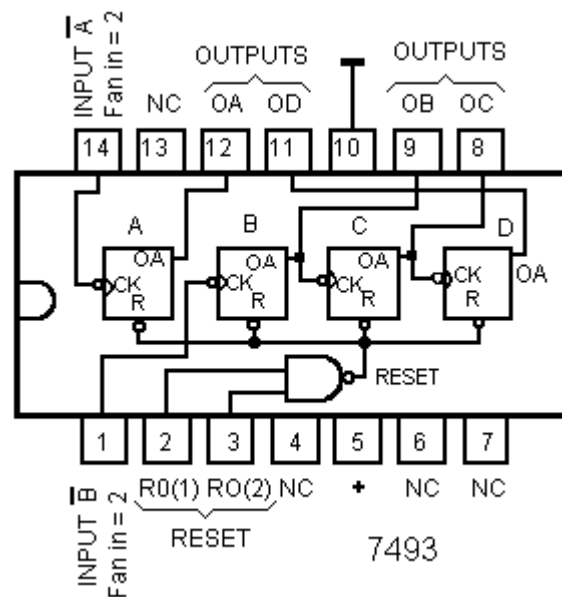 INPUT A
Fan in = 2
OUTPUTS
OUTPUTS
NC
OA
OD
OB
OC
14
13
12
11
10
9
8
A
B
C
D
OA
CK
R
OA
CK
R
OA
CK
R
CK
R
OA
RESET
1
2
3
4
5
6
7
INPUT B
Fan in = 2
R0(1)
RO(2)
NC
+
NC
NC
RESET
7493